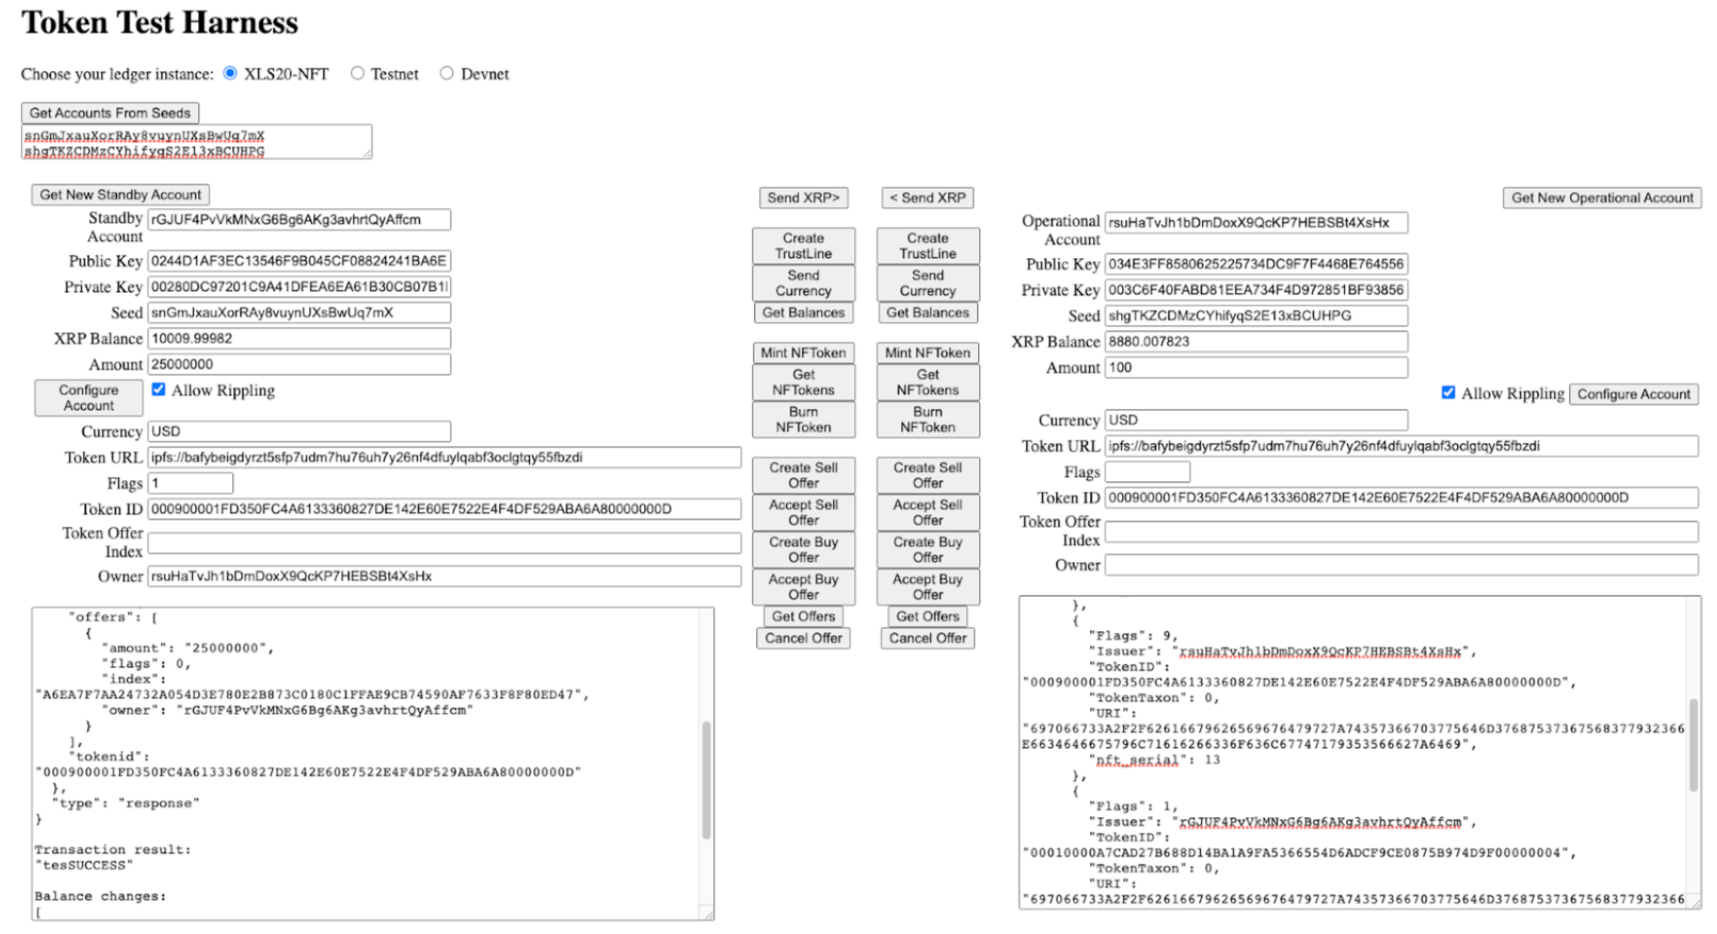 Token Test Harness
Choose your ledger instance: XLS20-NFT Testnet Devnet
Get Accounts From Seeds
snGmJxauXorRAy8vuynUXsBwUq7mX
shgTKZCDMzCYhifyqS2E13xBCUHPG
Get New Standby Account
Standby Account rGJUF4PvVkMNxG6Bg6AKg3avhrtQyAffcm
Public Key 0244D1AF3EC13546F9B045CF08824241BA6E
Private Key 00280DC97201C9A41DFEA6EA61B30CB07B1
Seed snGmJxauXorRAy8vuynUXsBwUq7mX
XRP Balance 10009.99982
Amount 25000000
Configure Account Allow Rippling
Currency USD
Token URL ipfs://bafybeigdyrzt5sfp7udm7hu76uh7y26nf4dfuylqabf3oclgtqy55fbzdi
Flags 1
Token ID 000900001FD350FC4A6133360827DE142E60E7522E4F4DF529ABA6A80000000D
Token Offer Index
Owner rsuHaTvJh1bDmDoxX9QcKP7HEBSBt4XsHx
"offers": [
{
"amount": "25000000",
"flags": 0,
"index":
"A6EA7F7AA24732A054D3E780E2B873C0180C1FFAE9CB74590AF7633F8F80ED47",
"owner": "rGJUF4PvVkMNxG6Bg6AKg3avhrtQyAffcm"
}
],
"tokenid":
"000900001FD350FC4A6133360827DE142E60E7522E4F4DF529ABA6A80000000D"
},
"type": "response"
}
Transaction result:
"tesSUCCESS"
Balance changes:
[
Send XRP> < Send XRP
Create TrustLine Create TrustLine
Send Currency Send Currency
Get Balances Get Balances
Mint NFToken Mint NFToken
Get NFTokens Get NFTokens
Burn NFToken Burn NFToken
Create Sell Offer Create Sell Offer
Accept Sell Offer Accept Sell Offer
Create Buy Offer Create Buy Offer
Accept Buy Offer Accept Buy Offer
Get Offers Get Offers
Cancel Offer Cancel Offer
Get New Operational Account
Operational Account rsuHaTvJh1bDmDoxX9QcKP7HEBSBt4XsHx
Public Key 034E3FF8580625225734DC9F7F4468E764556
Private Key 003C6F40FABD81EEA734F4D972851BF93856
Seed shgTKZCDMzCYhifyqS2E13xBCUHPG
XRP Balance 8880.007823
Amount 100
Allow Rippling Configure Account
Currency USD
Token URL ipfs://bafybeigdyrzt5sfp7udm7hu76uh7y26nf4dfuylqabf3oclgtqy55fbzdi
Flags
Token ID 000900001FD350FC4A6133360827DE142E60E7522E4F4DF529ABA6A80000000D
Token Offer Index
Owner
},
{
"Flags": 9,
"Issuer": "rsuHaTvJh1bDmDoxX9QcKP7HEBSBt4XsHx",
"TokenID":
"000900001FD350FC4A6133360827DE142E60E7522E4F4DF529ABA6A80000000D",
"TokenTaxon": 0,
"URI":
"697066733A2F2F62616679626569676479727A74357366703775646D37687537367568377932366
E6634646675796C71616266336F636C67747179353566627A6469",
"nft_serial": 13
},
{
"Flags": 1,
"Issuer": "rGJUF4PvVkMNxG6Bg6AKg3avhrtQyAffcm",
"TokenID":
"00010000A7CAD27B688D14BA1A9FA5366554D6ADCF9CE0875B974D9F00000004",
"TokenTaxon": 0,
"URI":
"697066733A2F2F62616679626569676479727A74357366703775646D37687537367568377932366